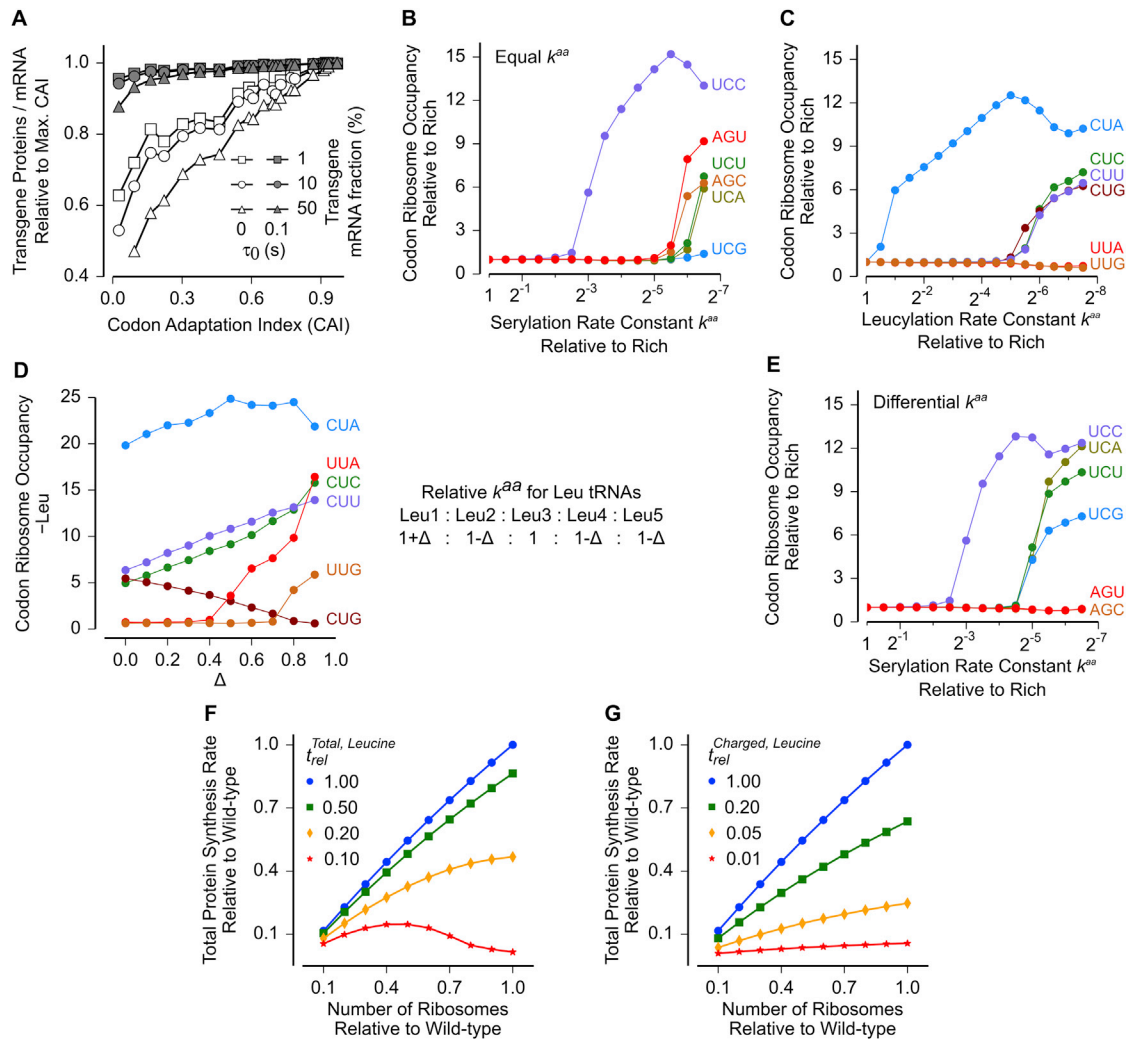 A
Transgene Proteins / mRNA
Relative to Max. CAI
1.0
0.8
0.6
0.4
0.0
0.3
0.6
0.9
Codon Adaptation Index (CAI)
1
10
50
0
0.1
τ0 (s)
Transgene
mRNA fraction (%)
B
Equal kaa
Codon Ribosome Occupancy
Relative to Rich
15
12
9
6
3
0
UCC
AGU
UCU
AGC
UCA
UCG
1
2-1
2-3
2-5
2-7
Serylation Rate Constant kaa
Relative to Rich
C
Codon Ribosome Occupancy
Relative to Rich
15
12
9
6
3
0
CUA
CUC
CUU
CUG
UUA
UUG
1
2-2
2-4
2-6
2-8
Leucylation Rate Constant kaa
Relative to Rich
D
Codon Ribosome Occupancy
−Leu
25
20
15
10
5
0
CUA
UUA
CUC
CUU
UUG
CUG
0.0
0.2
0.4
0.6
0.8
1.0
Δ
Relative kaa for Leu tRNAs
Leu1 : Leu2 : Leu3 : Leu4 : Leu5
1+Δ : 1-Δ : 1 : 1-Δ : 1-Δ
E
Differential kaa
Codon Ribosome Occupancy
Relative to Rich
15
12
9
6
3
0
UCC
UCA
UCU
UCG
AGU
AGC
1
2-1
2-3
2-5
2-7
Serylation Rate Constant kaa
Relative to Rich
F
Total Protein Synthesis Rate
Relative to Wild-type
1.0
0.7
0.4
0.1
trel Total, Leucine
1.00
0.50
0.20
0.10
0.1
0.4
0.7
1.0
Number of Ribosomes
Relative to Wild-type
G
Total Protein Synthesis Rate
Relative to Wild-type
1.0
0.7
0.4
0.1
trel Charged, Leucine
1.00
0.20
0.05
0.01
0.1
0.4
0.7
1.0
Number of Ribosomes
Relative to Wild-type